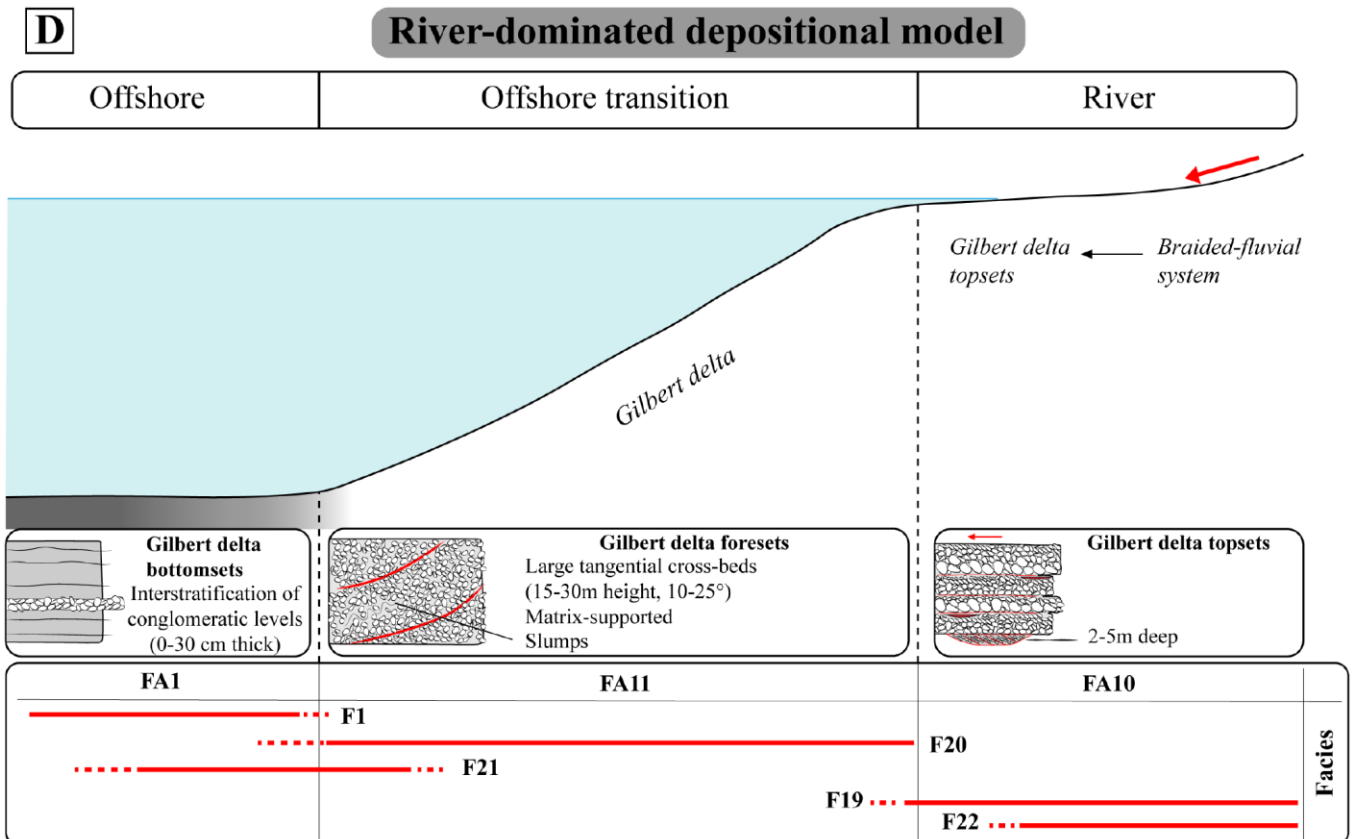 D
River-dominated depositional model
Offshore
Offshore transition
River
Gilbert delta
topsets
Braided-fluvial
system
Gilbert delta
Gilbert delta
bottomsets
Interstratification of
conglomeratic levels
(0-30 cm thick)
Gilbert delta foresets
Large tangential cross-beds
(15-30m height, 10-25°)
Matrix-supported
Slumps
Gilbert delta topsets
2-5m deep
FA1
FA11
FA10
F1
F20
F21
F19
F22
Facies